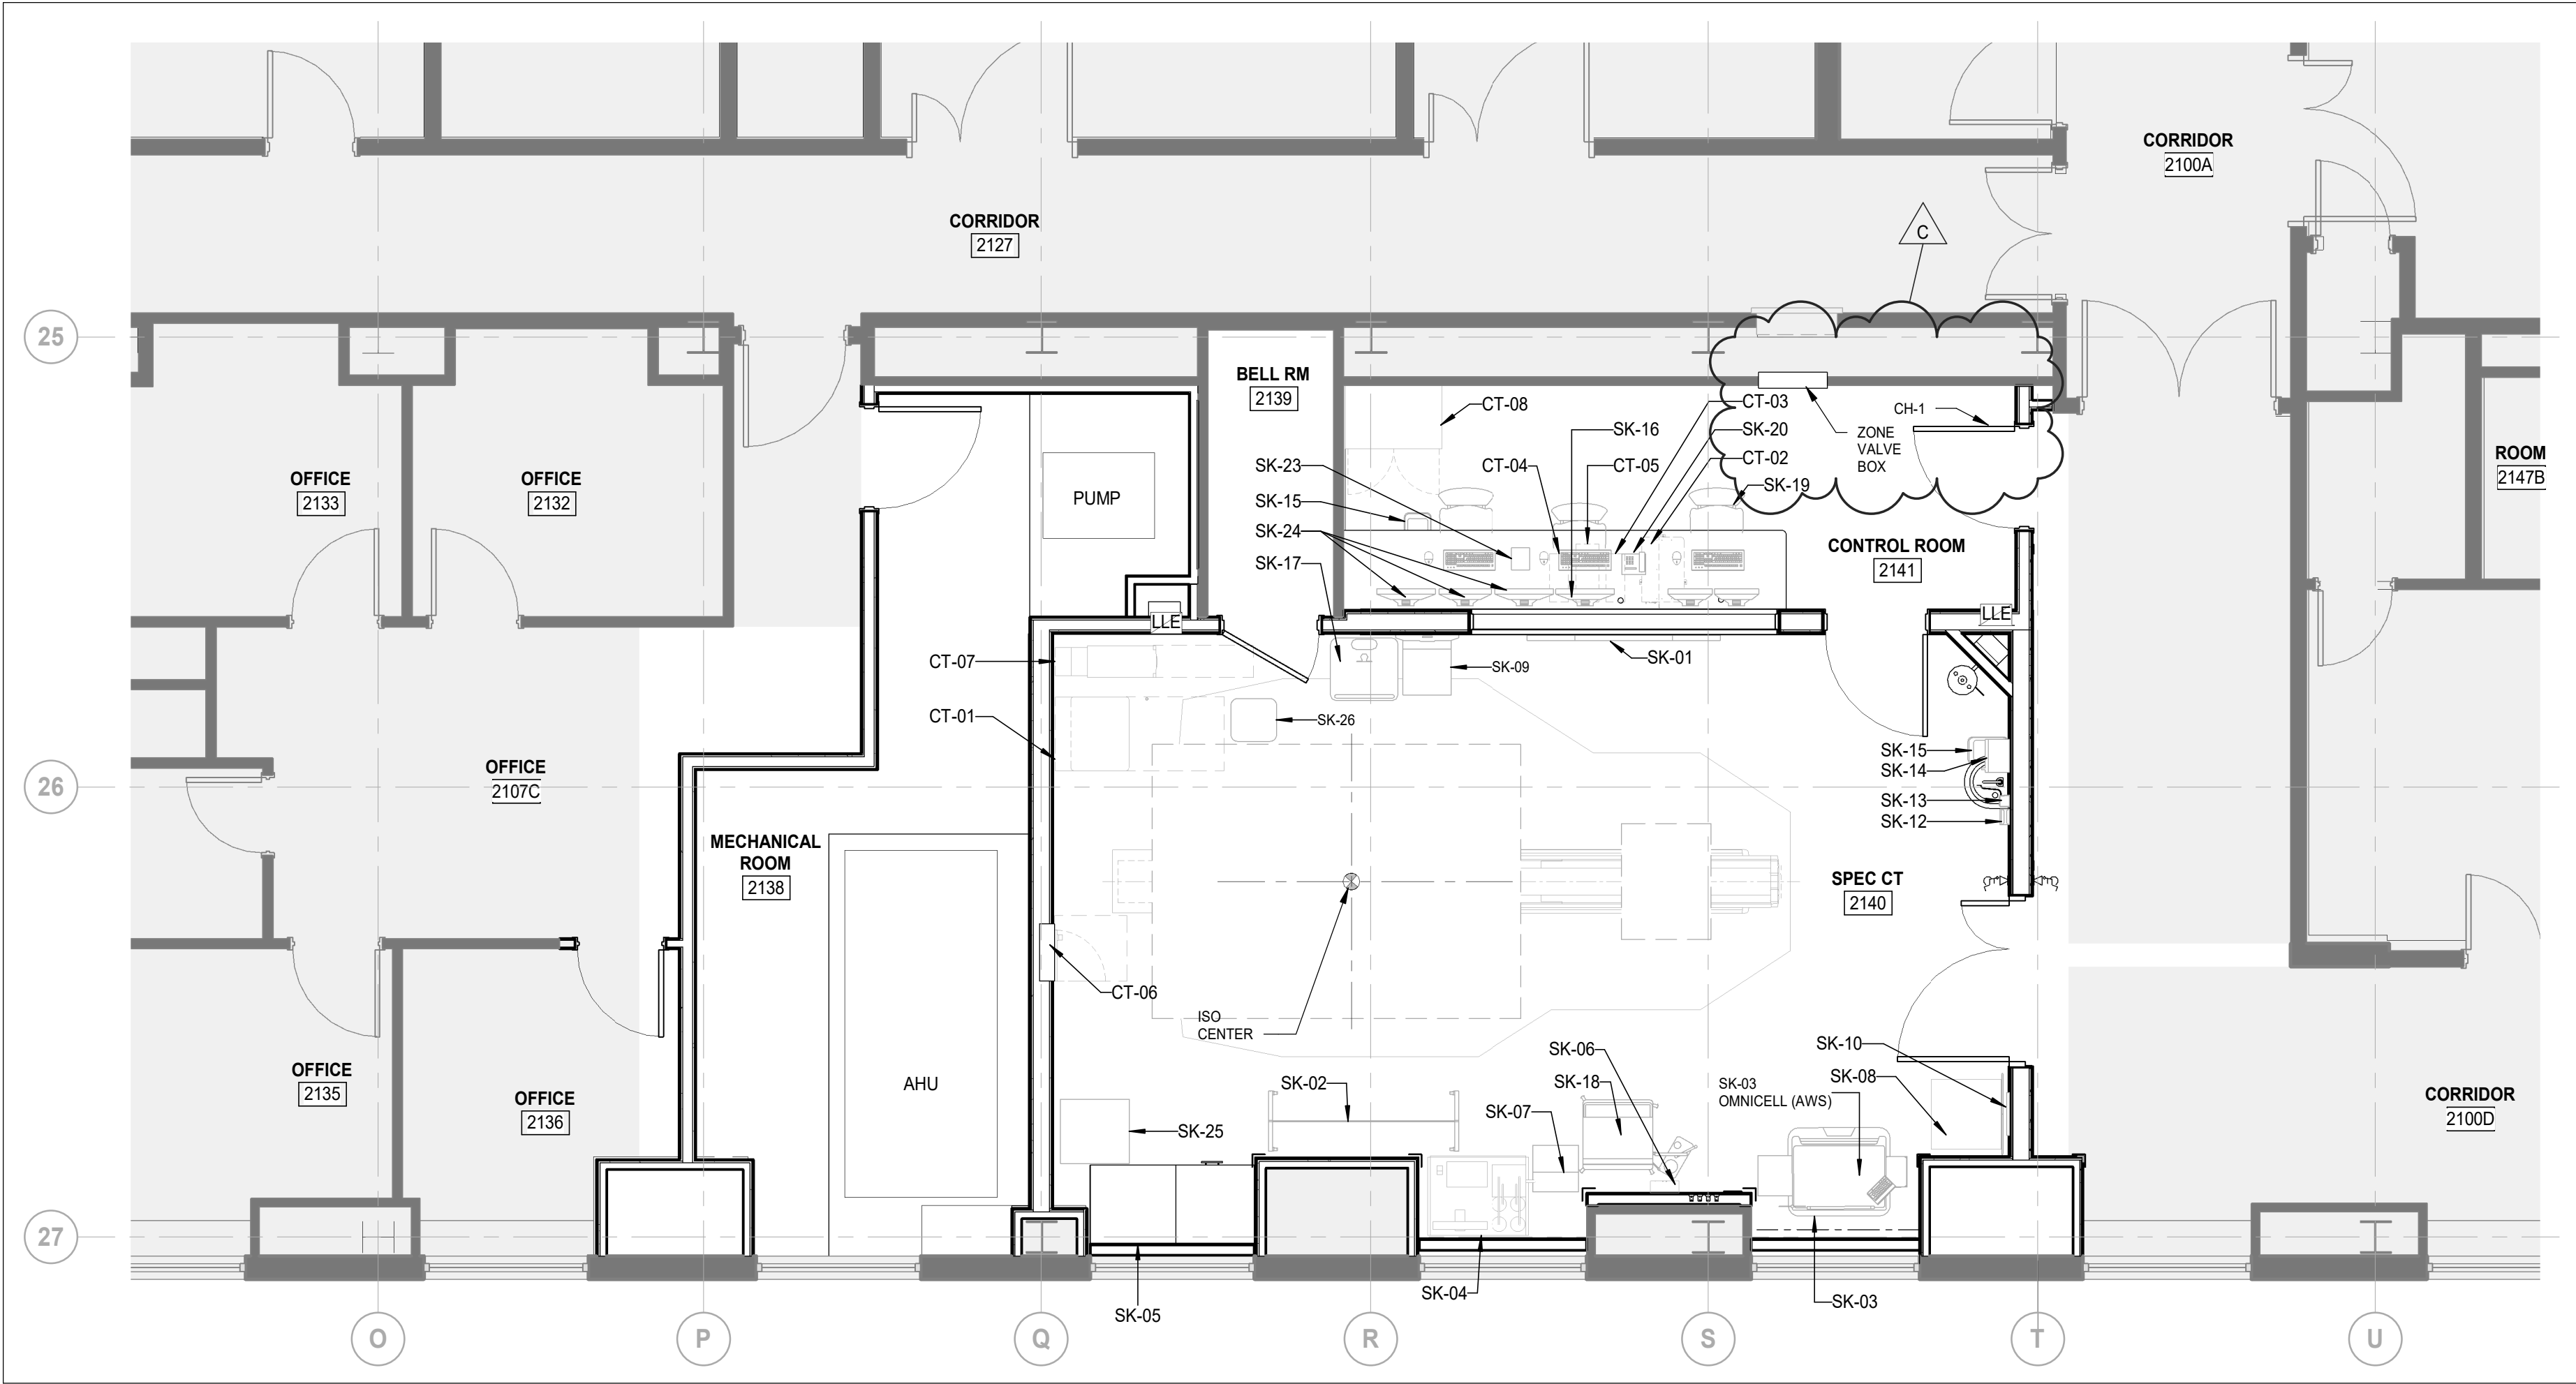 CORRIDOR
2100A
CORRIDOR
2127
C
25
BELL RM
2139
CT-08
CT-03
SK-16
SK-20
CH-1
ZONE
VALVE
BOX
SK-23
CT-04
CT-05
CT-02
SK-19
SK-15
SK-24
SK-17
OFFICE
2133
OFFICE
2132
PUMP
ROOM
2147B
CONTROL ROOM
2141
LLE
LLE
CT-07
SK-09
SK-01
CT-01
SK-26
SK-15
SK-14
SK-13
SK-12
26
OFFICE
2107C
MECHANICAL
ROOM
2138
SPEC CT
2140
CT-06
ISO
CENTER
SK-10
SK-06
SK-08
SK-02
SK-18
SK-03
OMNICELL (AWS)
SK-07
SK-25
AHU
OFFICE
2135
OFFICE
2136
CORRIDOR
2100D
27
SK-05
SK-04
SK-03
O
P
Q
R
S
T
U